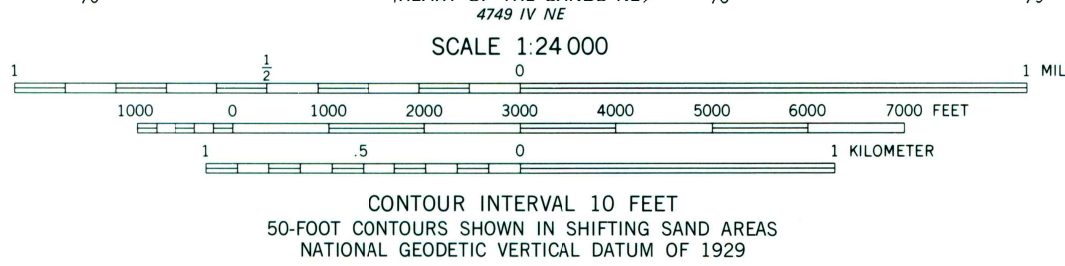 4749 IV NE
SCALE 1:24 000
1 1/2 0 1 MIL
1000 0 1000 2000 3000 4000 5000 6000 7000 FEET
1 .5 0 1 KILOMETER
CONTOUR INTERVAL 10 FEET
50-FOOT CONTOURS SHOWN IN SHIFTING SAND AREAS
NATIONAL GEODETIC VERTICAL DATUM OF 1929